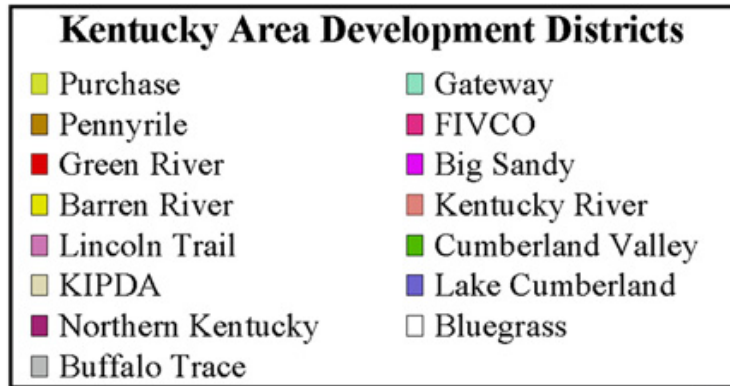 Kentucky Area Development Districts
Purchase
Pennyrile
Green River
Barren River
Lincoln Trail
KIPDA
Northern Kentucky
Buffalo Trace
Gateway
FIVCO
Big Sandy
Kentucky River
Cumberland Valley
Lake Cumberland
Bluegrass